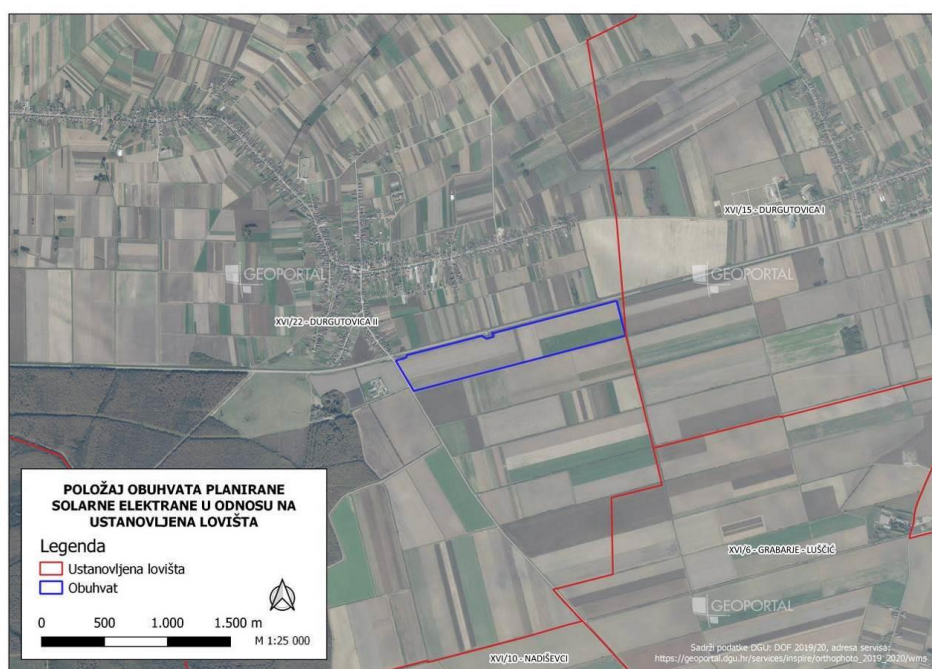 XVI/15 - DURGUTOVICA I
GEOPORTAL
GEOPORTAL
XVI/22 - DURGUTOVICA II
POLOŽAJ OBUHVATA PLANIRANE
SOLARNE ELEKTRANE U ODNOSU NA
USTANOVLJENA LOVIŠTA
Legenda
Ustanovljena lovišta
Obuhvat
0 500 1.000 1.500 m
M 1:25 000
XVI/6 - GRABARJE - LUŠČIĆ
GEOPORTAL
XVI/10 - NADIŠEVCI
Sadrži podatke DGU: DOF 2019/20, adresa servisa:
https://geoportal.dgu.hr/services/inspire/orthophoto_2019_2020/wms